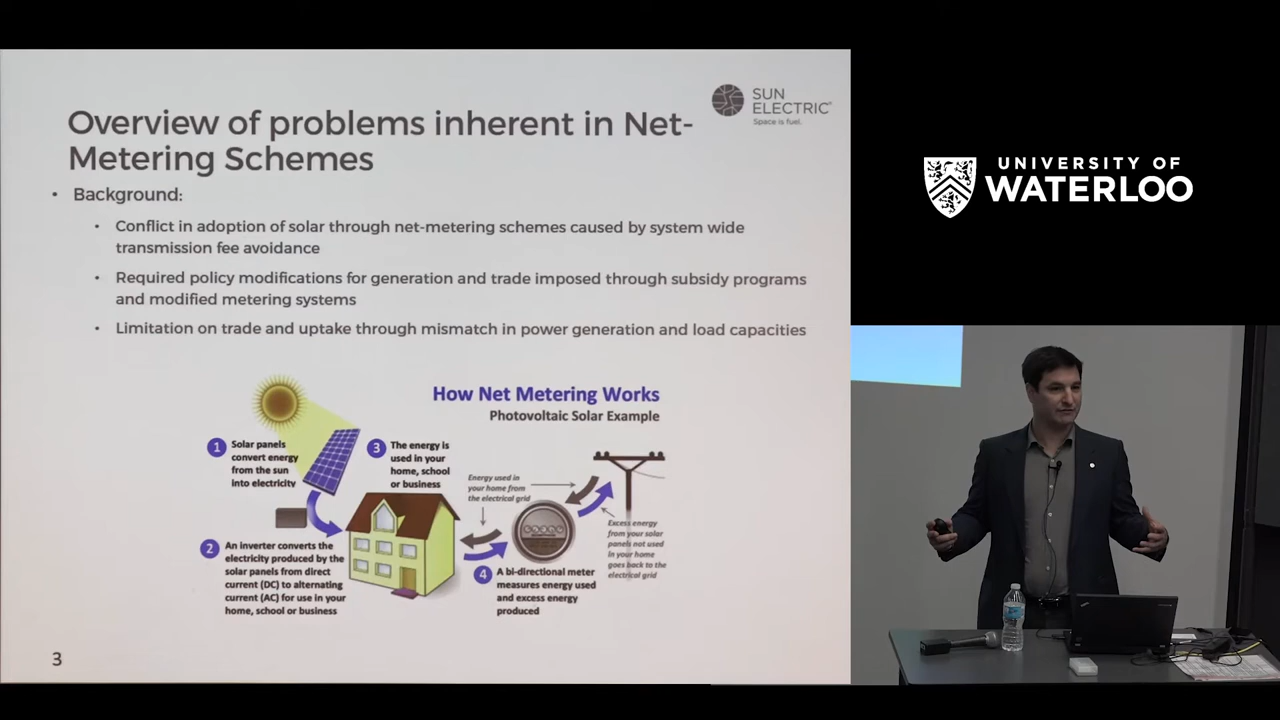 SUN
ELECTRIC
Space is fuel.
Overview of problems inherent in Net-
Metering Schemes
• Background:
• Conflict in adoption of solar through net-metering schemes caused by system wide
transmission fee avoidance
• Required policy modifications for generation and trade imposed through subsidy programs
and modified metering systems
• Limitation on trade and uptake through mismatch in power generation and load capacities
How Net Metering Works
Photovoltaic Solar Example
1 Solar panels
convert energy
from the sun
into electricity
3 The energy is
used in your
home, school
or business
Energy used in
your home from
the electrical grid
Excess energy
from your solar
panels not used
in your home
goes back to the
electrical grid
2 An inverter converts the
electricity produced by the
solar panels from direct
current (DC) to alternating
current (AC) for use in your
home, school or business
4 A bi-directional meter
measures energy used
and excess energy
produced
3
UNIVERSITY OF
WATERLOO